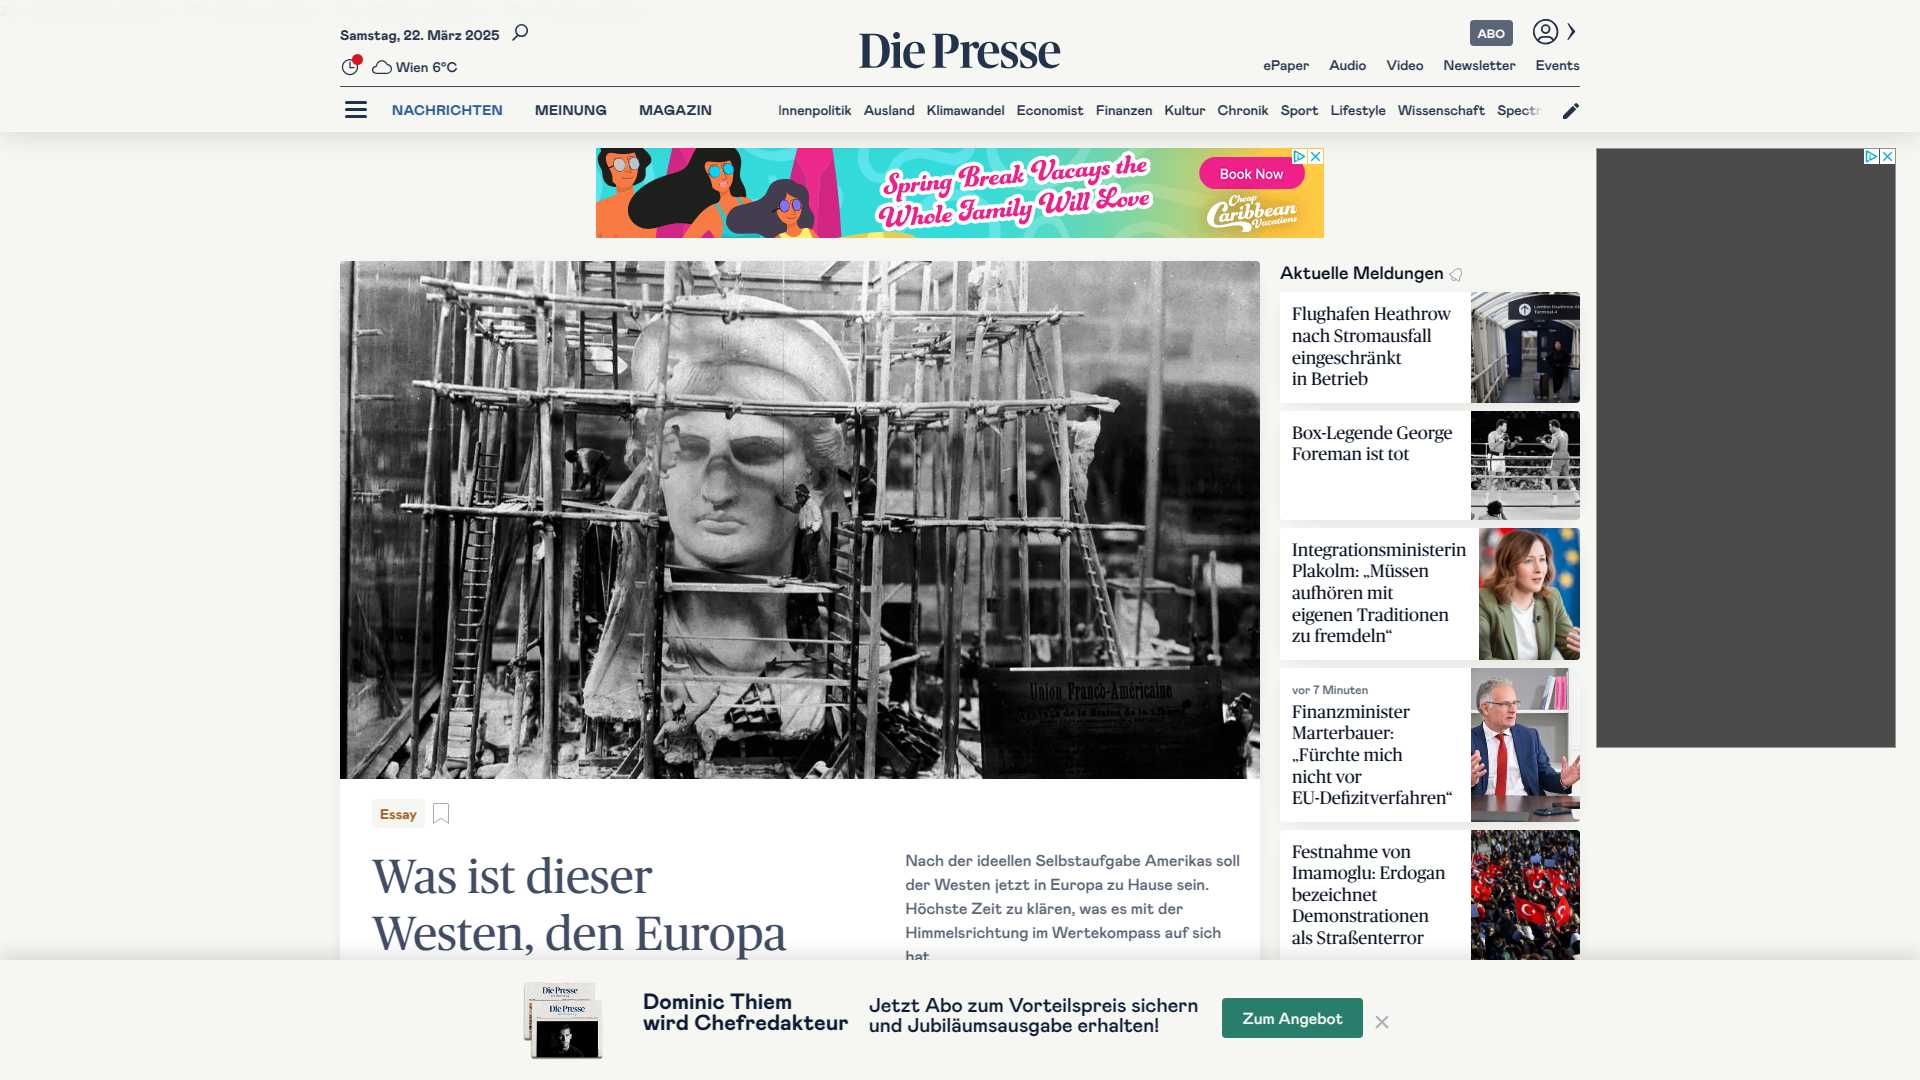 Samstag, 22. März 2025
Wien 6°C
Die Presse
ABO
ePaper Audio Video Newsletter Events
NACHRICHTEN MEINUNG MAGAZIN
Innenpolitik Ausland Klimawandel Economist Finanzen Kultur Chronik Sport Lifestyle Wissenschaft Spectr
Spring Break Vacays the
Whole Family Will Love
Book Now
Cheap
Caribbean
Vacations
Union Franco-Américaine
Essay
Was ist dieser
Westen, den Europa
Nach der ideellen Selbstaufgabe Amerikas soll
der Westen jetzt in Europa zu Hause sein.
Höchste Zeit zu klären, was es mit der
Himmelsrichtung im Wertekompass auf sich
hat.
Aktuelle Meldungen
Flughafen Heathrow
nach Stromausfall
eingeschränkt
in Betrieb
Box-Legende George
Foreman ist tot
Integrationsministerin
Plakolm: „Müssen
aufhören mit
eigenen Traditionen
zu fremdeln“
vor 7 Minuten
Finanzminister
Marterbauer:
„Fürchte mich
nicht vor
EU-Defizitverfahren“
Festnahme von
Imamoglu: Erdogan
bezeichnet
Demonstrationen
als Straßenterror
Die Presse
Die Presse
Dominic Thiem
wird Chefredakteur
Jetzt Abo zum Vorteilspreis sichern
und Jubiläumsausgabe erhalten!
Zum Angebot